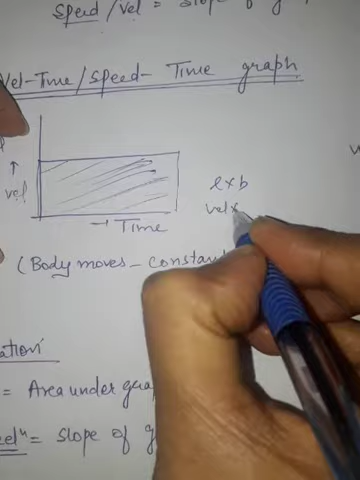 Speed/vel = Slope of
Vel-Time/Speed-Time graph
↑
vel
→ Time
l×b
vel×
(Body moves - constan
= Area under gra
= slope of g